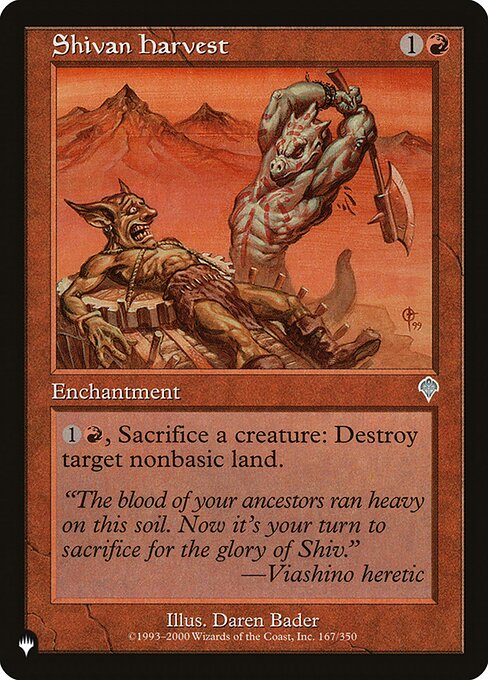 Shivan Harvest 1
Enchantment
1, Sacrifice a creature: Destroy
target nonbasic land.
“The blood of your ancestors ran heavy
on this soil. Now it’s your turn to
sacrifice for the glory of Shiv.”
—Viashino heretic
Illus. Daren Bader
©1993–2000 Wizards of the Coast, Inc. 167/350